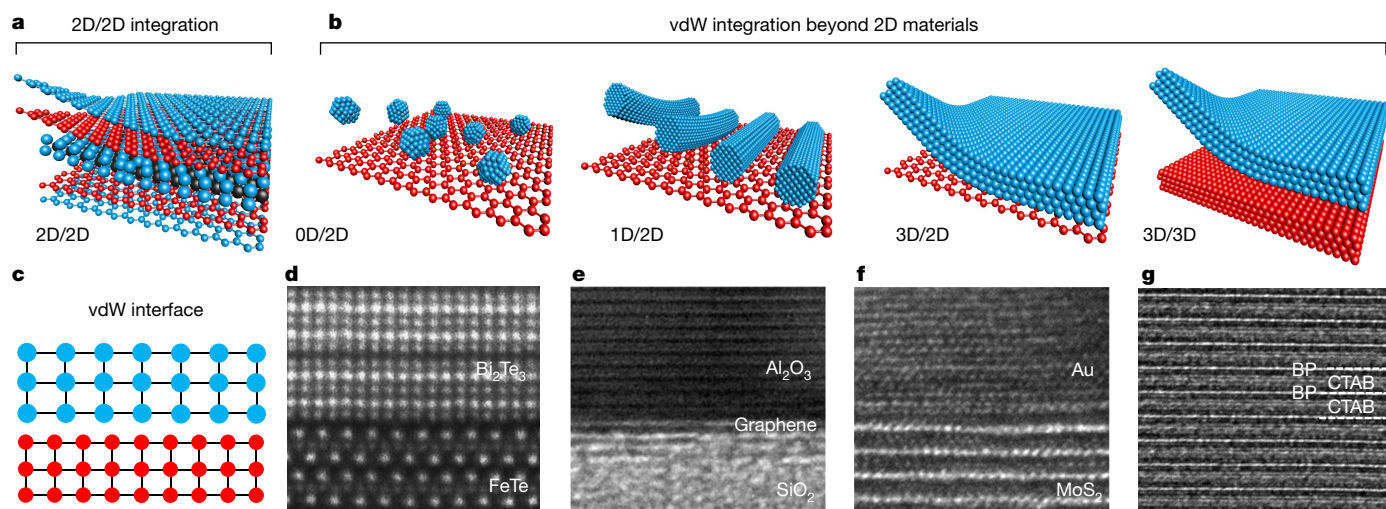 a 2D/2D integration
b vdW integration beyond 2D materials
2D/2D
0D/2D
1D/2D
3D/2D
3D/3D
c vdW interface
d
Bi₂Te₃
FeTe
e
Al₂O₃
Graphene
SiO₂
f
Au
MoS₂
g
BP
CTAB
BP
CTAB